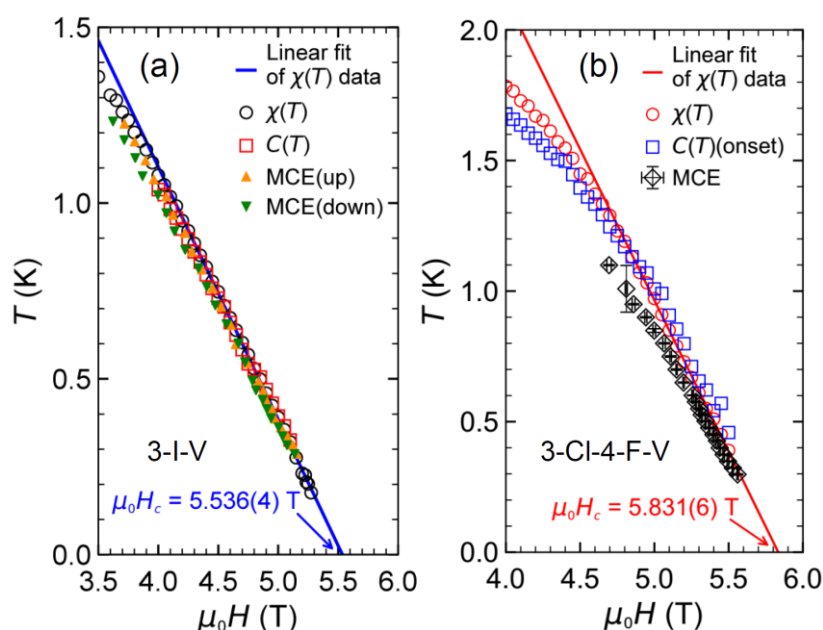 (a)
Linear fit
of χ(T) data
χ(T)
C(T)
MCE(up)
MCE(down)
3-I-V
μ₀Hc = 5.536(4) T
T (K)
1.5
1.0
0.5
0.0
3.5 4.0 4.5 5.0 5.5 6.0
μ₀H (T)
(b)
Linear fit
of χ(T) data
χ(T)
C(T)(onset)
MCE
3-Cl-4-F-V
μ₀Hc = 5.831(6) T
T (K)
2.0
1.5
1.0
0.5
0.0
4.0 4.5 5.0 5.5 6.0
μ₀H (T)